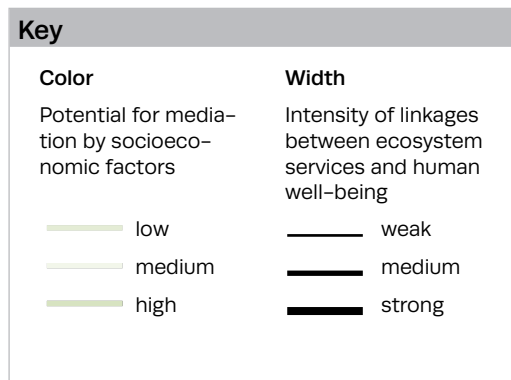 Key
Color
Potential for media-
tion by socioeco-
nomic factors
low
medium
high
Width
Intensity of linkages
between ecosystem
services and human
well-being
weak
medium
strong